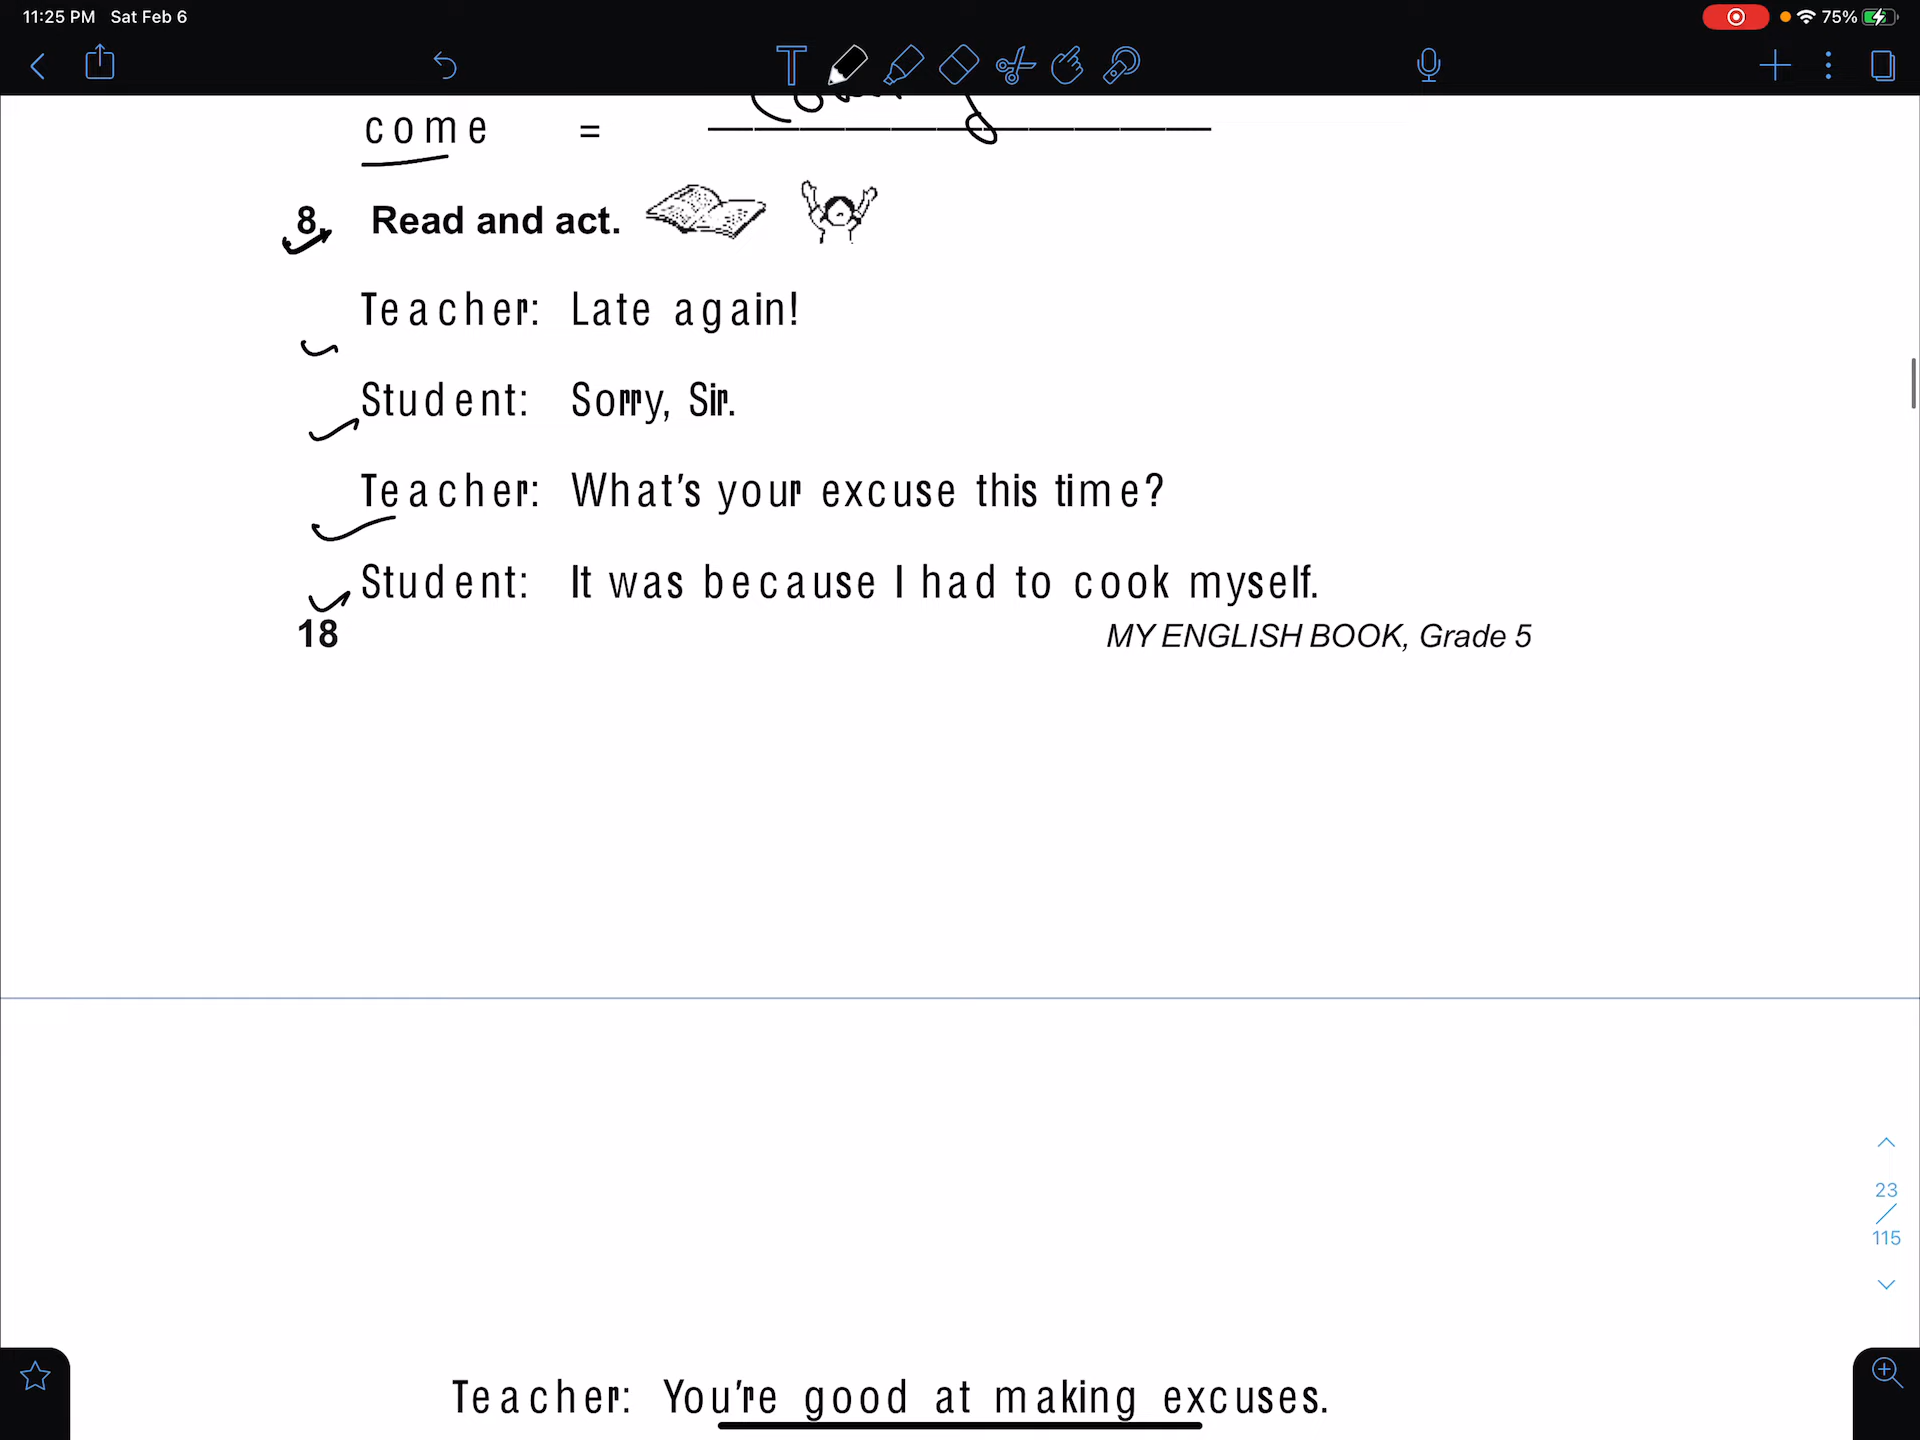 11:25 PM Sat Feb 6
75%
come =
8. Read and act.
Teacher: Late again!
Student: Sorry, Sir.
Teacher: What's your excuse this time?
Student: It was because I had to cook myself.
18 MY ENGLISH BOOK, Grade 5
23
115
Teacher: You're good at making excuses.